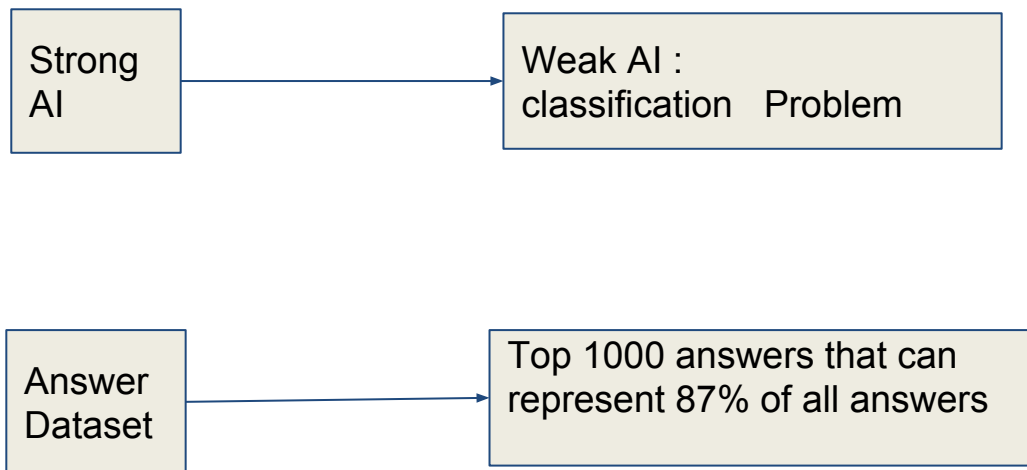 Strong
AI
Weak AI :
classification   Problem
Answer
Dataset
Top 1000 answers that can
represent 87% of all answers